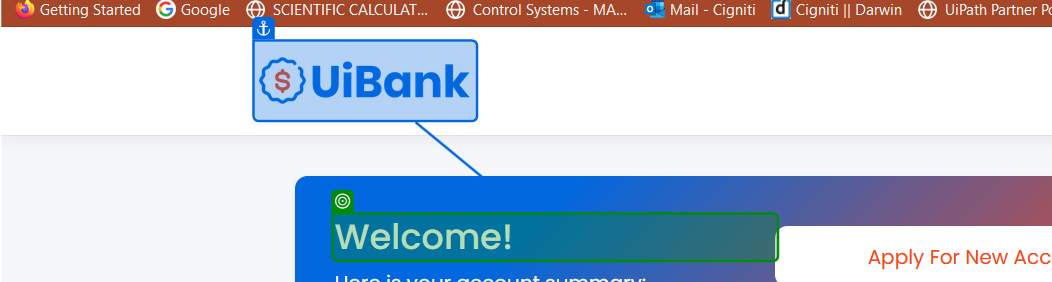 Getting Started Google SCIENTIFIC CALCULAT... Control Systems - MA... Mail - Cigniti Cigniti || Darwin UiPath Partner Po
$ UiBank
Welcome!
Apply For New Acc
Here is your account summary: